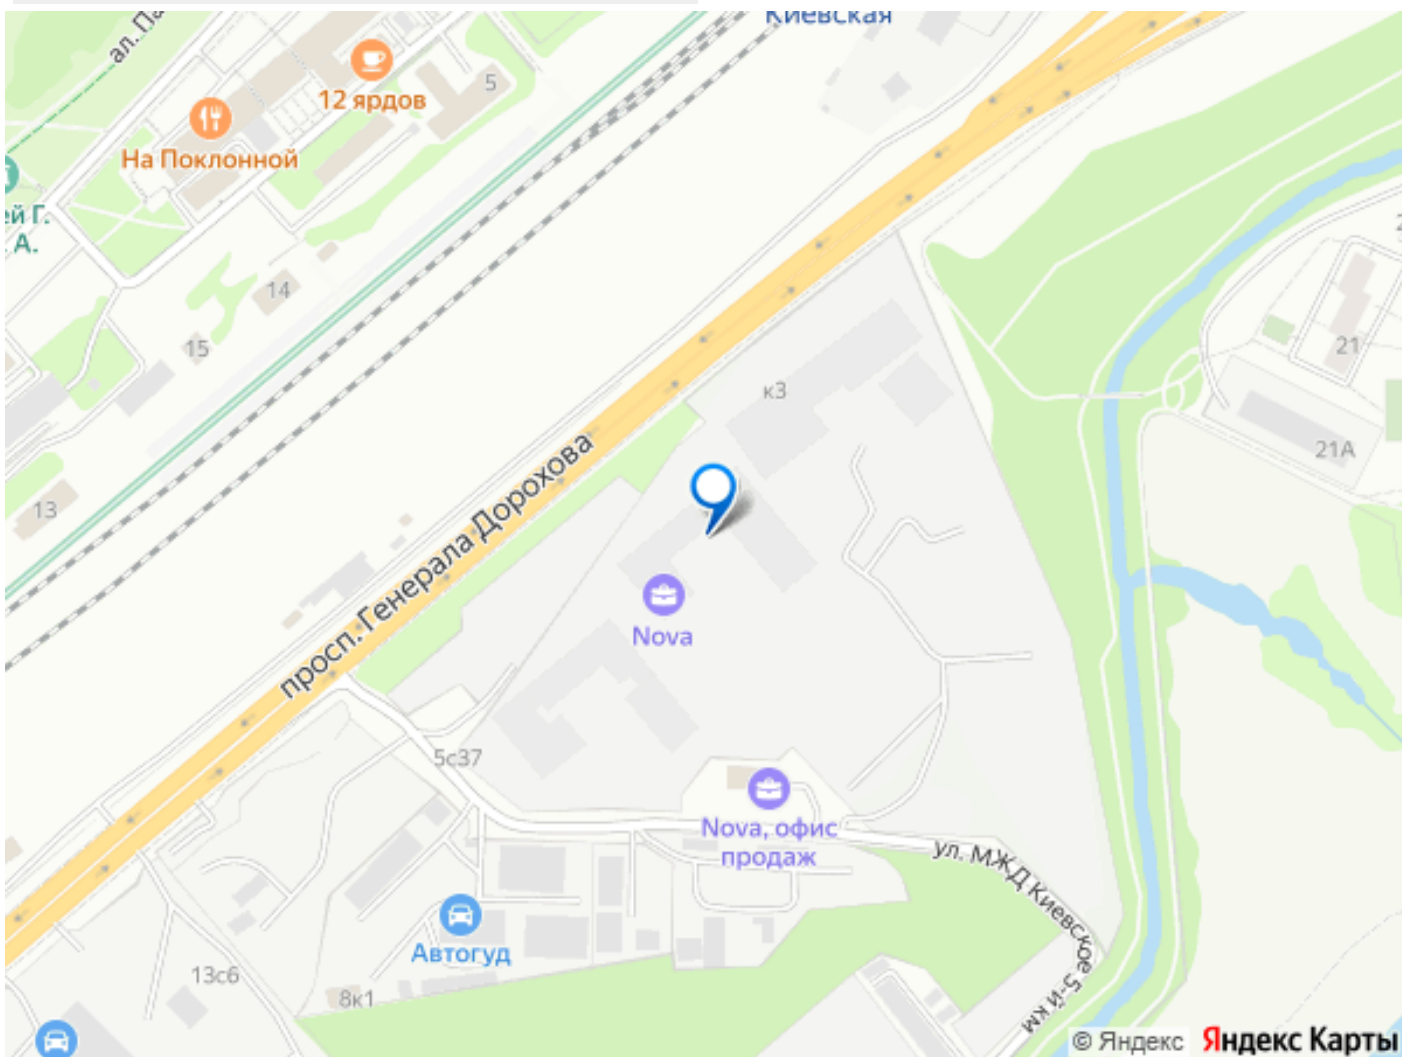 Киевская
ал. Па
12 ярдов
5
На Поклонной
ей Г.
А.
14
15
21
к3
21А
13
просп. Генерала Дорохова
Nova
5с37
Nova, офис
продаж
ул. МЖД Киевское 5-й км
Автогуд
13с6
8к1
© Яндекс Яндекс Карты